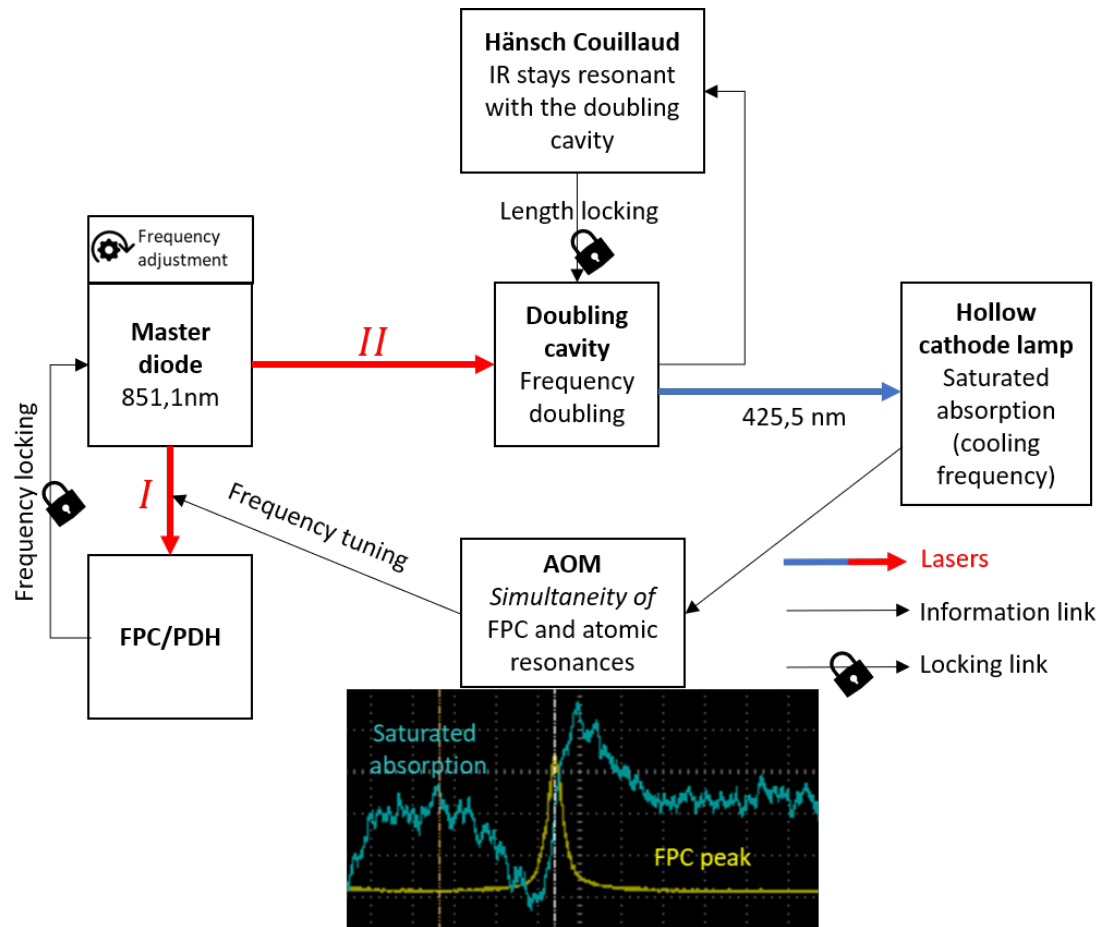 Hänsch Couillaud
IR stays resonant
with the doubling
cavity
Length locking
Frequency
adjustment
Master
diode
851,1nm
II
Doubling
cavity
Frequency
doubling
425,5 nm
Hollow
cathode lamp
Saturated
absorption
(cooling
frequency)
Frequency locking
I
Frequency tuning
FPC/PDH
AOM
Simultaneity of
FPC and atomic
resonances
Lasers
Information link
Locking link
Saturated
absorption
FPC peak